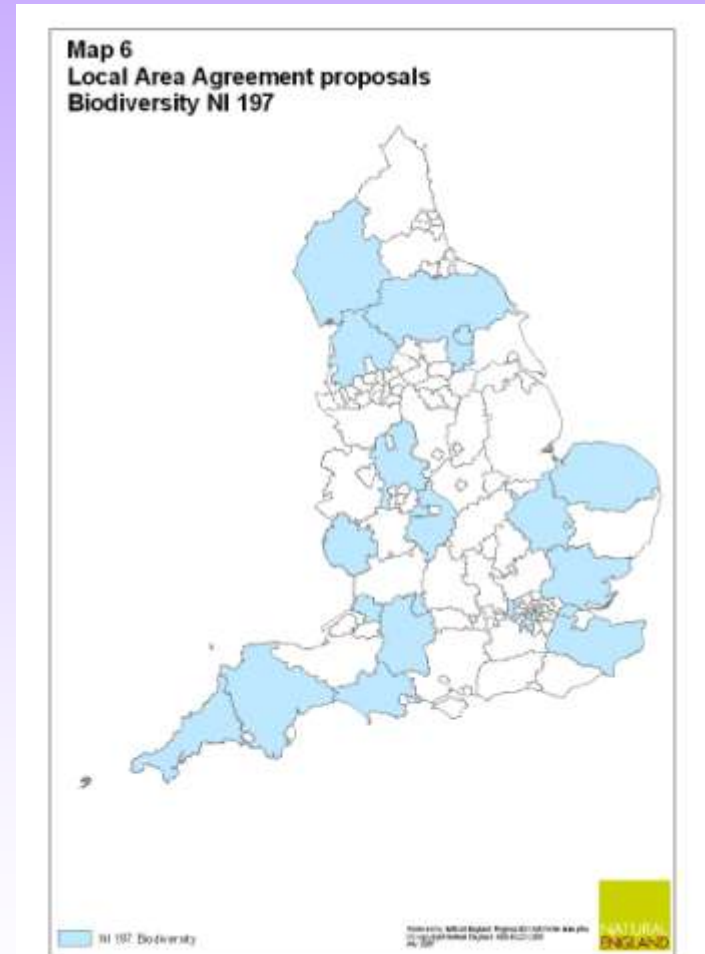 Map 6
Local Area Agreement proposals
Biodiversity NI 197
NI 197 Biodiversity
NATURAL
ENGLAND